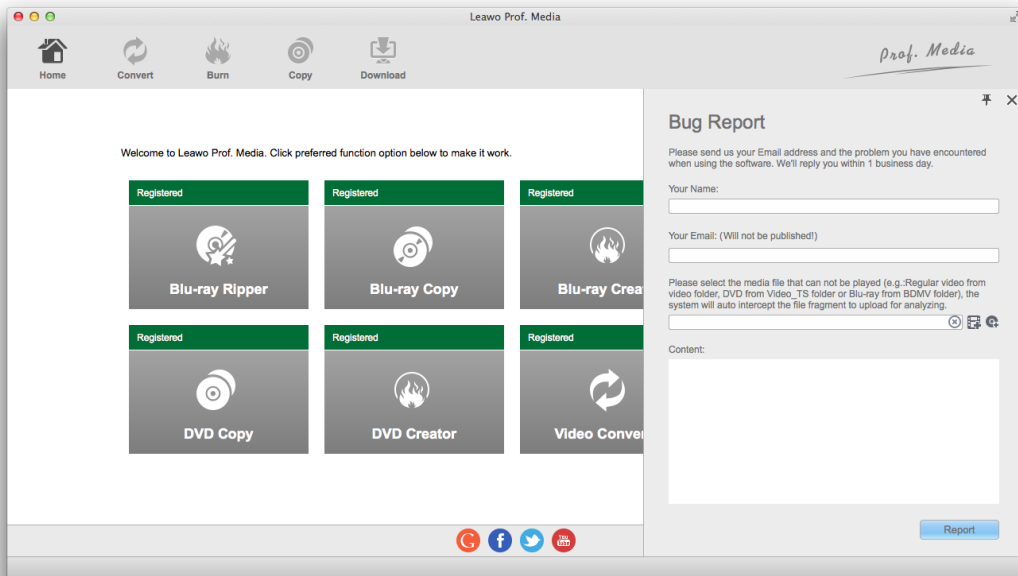 Leawo Prof. Media
Home
Convert
Burn
Copy
Download
Prof. Media
Welcome to Leawo Prof. Media. Click preferred function option below to make it work.
Registered
Registered
Registered
Blu-ray Ripper
Blu-ray Copy
Blu-ray Crea
Registered
Registered
Registered
DVD Copy
DVD Creator
Video Conver
G
f
You
Tube
Bug Report
Please send us your Email address and the problem you have encountered
when using the software. We'll reply you within 1 business day.
Your Name:
Your Email: (Will not be published!)
Please select the media file that can not be played (e.g.:Regular video from
video folder, DVD from Video_TS folder or Blu-ray from BDMV folder), the
system will auto intercept the file fragment to upload for analyzing.
Content:
Report